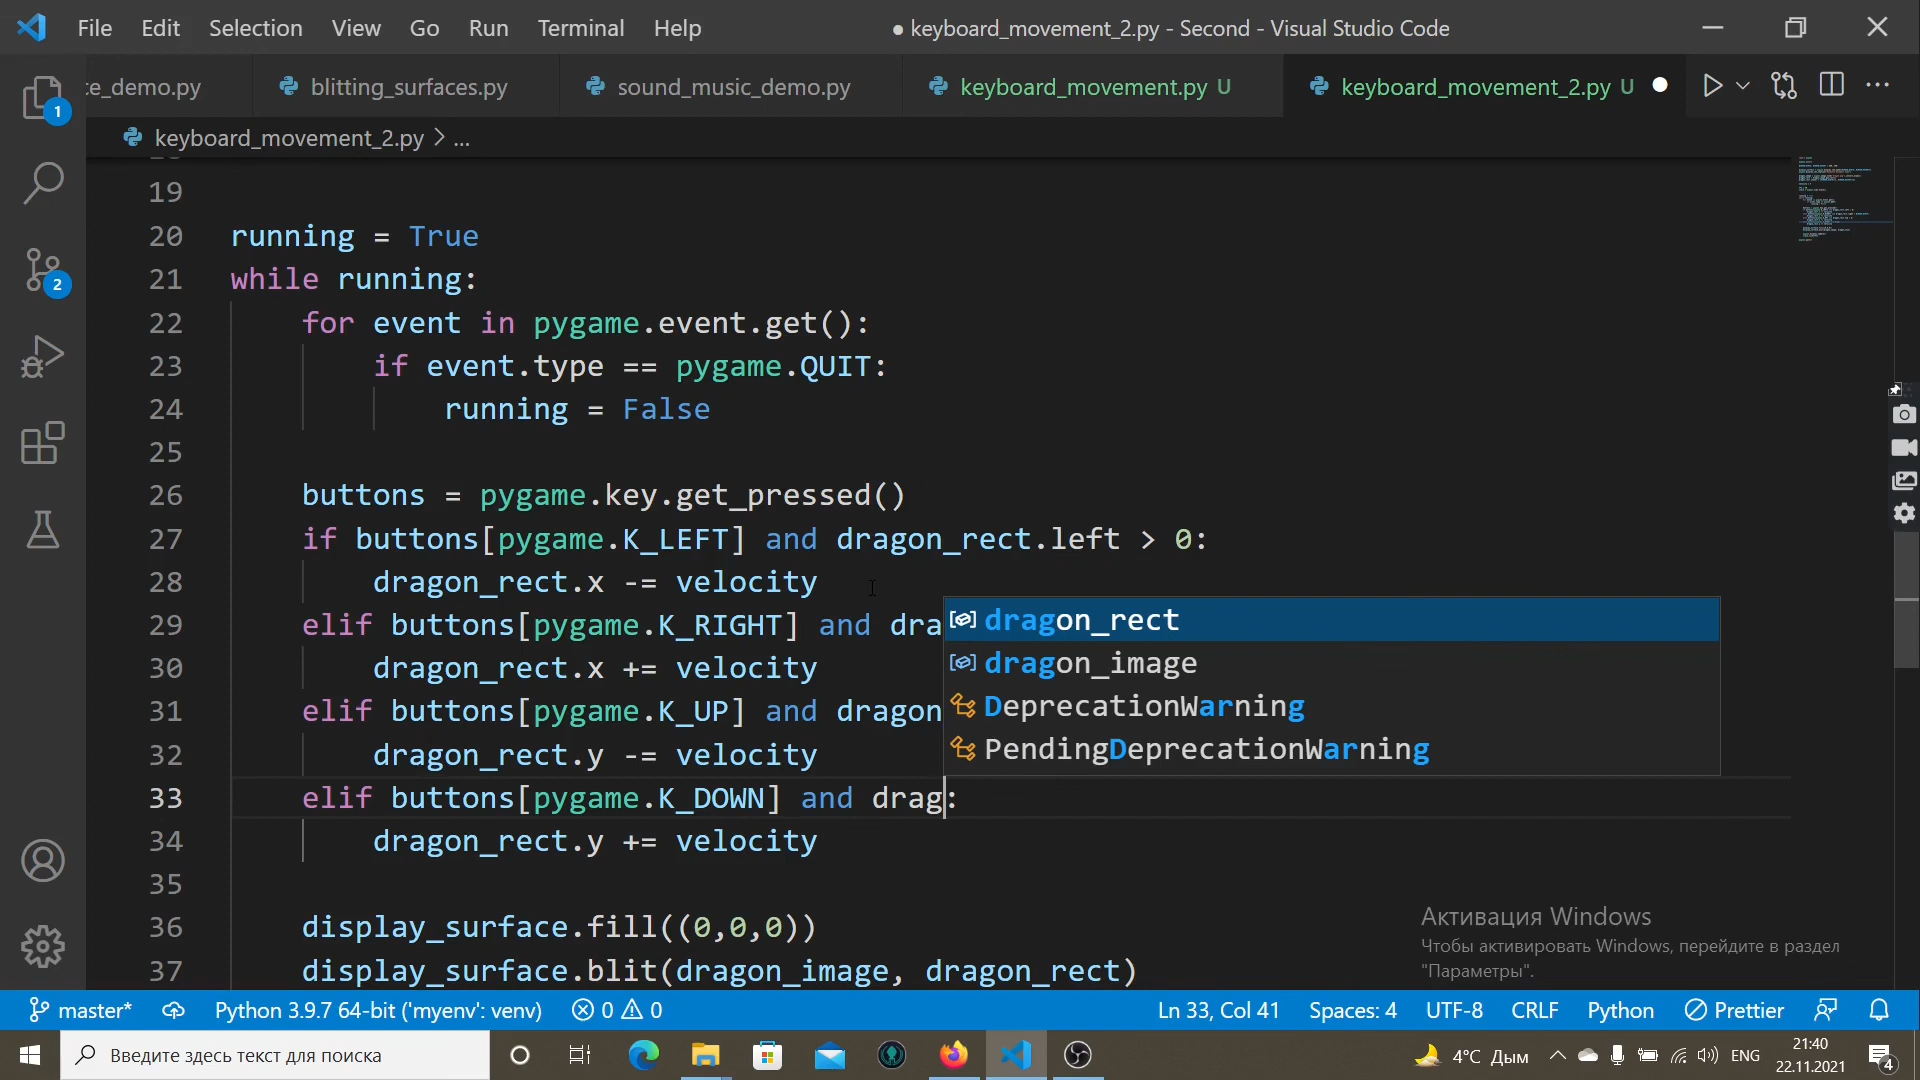 File Edit Selection View Go Run Terminal Help
● keyboard_movement_2.py - Second - Visual Studio Code
ce_demo.py blitting_surfaces.py sound_music_demo.py keyboard_movement.py U keyboard_movement_2.py U
keyboard_movement_2.py > ...
1
2
19
20 running = True
21 while running:
22 for event in pygame.event.get():
23 if event.type == pygame.QUIT:
24 running = False
25
26 buttons = pygame.key.get_pressed()
27 if buttons[pygame.K_LEFT] and dragon_rect.left > 0:
28 dragon_rect.x -= velocity
29 elif buttons[pygame.K_RIGHT] and dra
30 dragon_rect.x += velocity
31 elif buttons[pygame.K_UP] and dragon
32 dragon_rect.y -= velocity
33 elif buttons[pygame.K_DOWN] and drag:
34 dragon_rect.y += velocity
35
36 display_surface.fill((0,0,0))
37 display_surface.blit(dragon_image, dragon_rect)
dragon_rect
dragon_image
DeprecationWarning
PendingDeprecationWarning
Активация Windows
Чтобы активировать Windows, перейдите в раздел
"Параметры".
master* Python 3.9.7 64-bit ('myenv': venv) 0 0 Ln 33, Col 41 Spaces: 4 UTF-8 CRLF Python Prettier
Введите здесь текст для поиска
4°C Дым ENG 21:40
22.11.2021
4